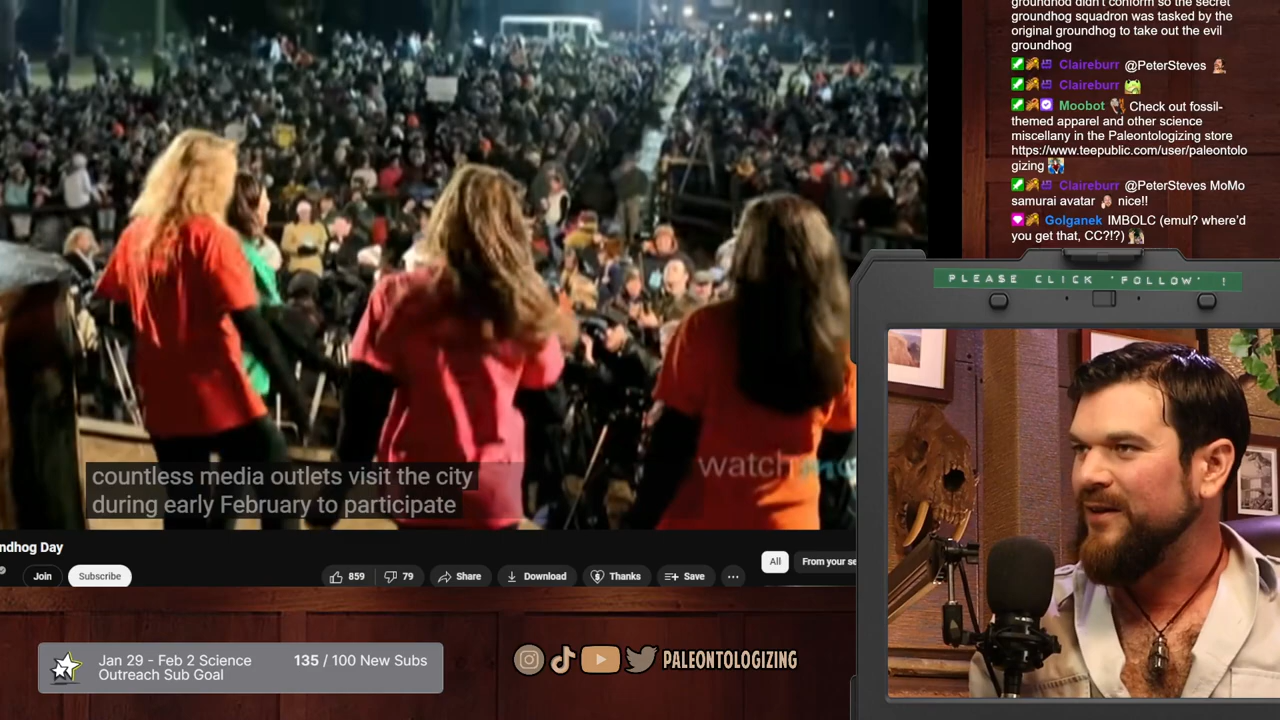 groundhog didn't conform so the secret
groundhog squadron was tasked by the
original groundhog to take out the evil
groundhog
Claireburr @PeterSteves
Claireburr
Moobot Check out fossil-
themed apparel and other science
miscellany in the Paleontologizing store
https://www.teepublic.com/user/paleontolo
gizing
Claireburr @PeterSteves MoMo
samurai avatar nice!!
Golganek IMBOLC (emul? where'd
you get that, CC?!?)
PLEASE CLICK 'FOLLOW' !
watch
countless media outlets visit the city
during early February to participate
ndhog Day
Join Subscribe 859 79 Share Download Thanks Save ...
All From your se
Jan 29 - Feb 2 Science 135 / 100 New Subs
Outreach Sub Goal
PALEONTOLOGIZING